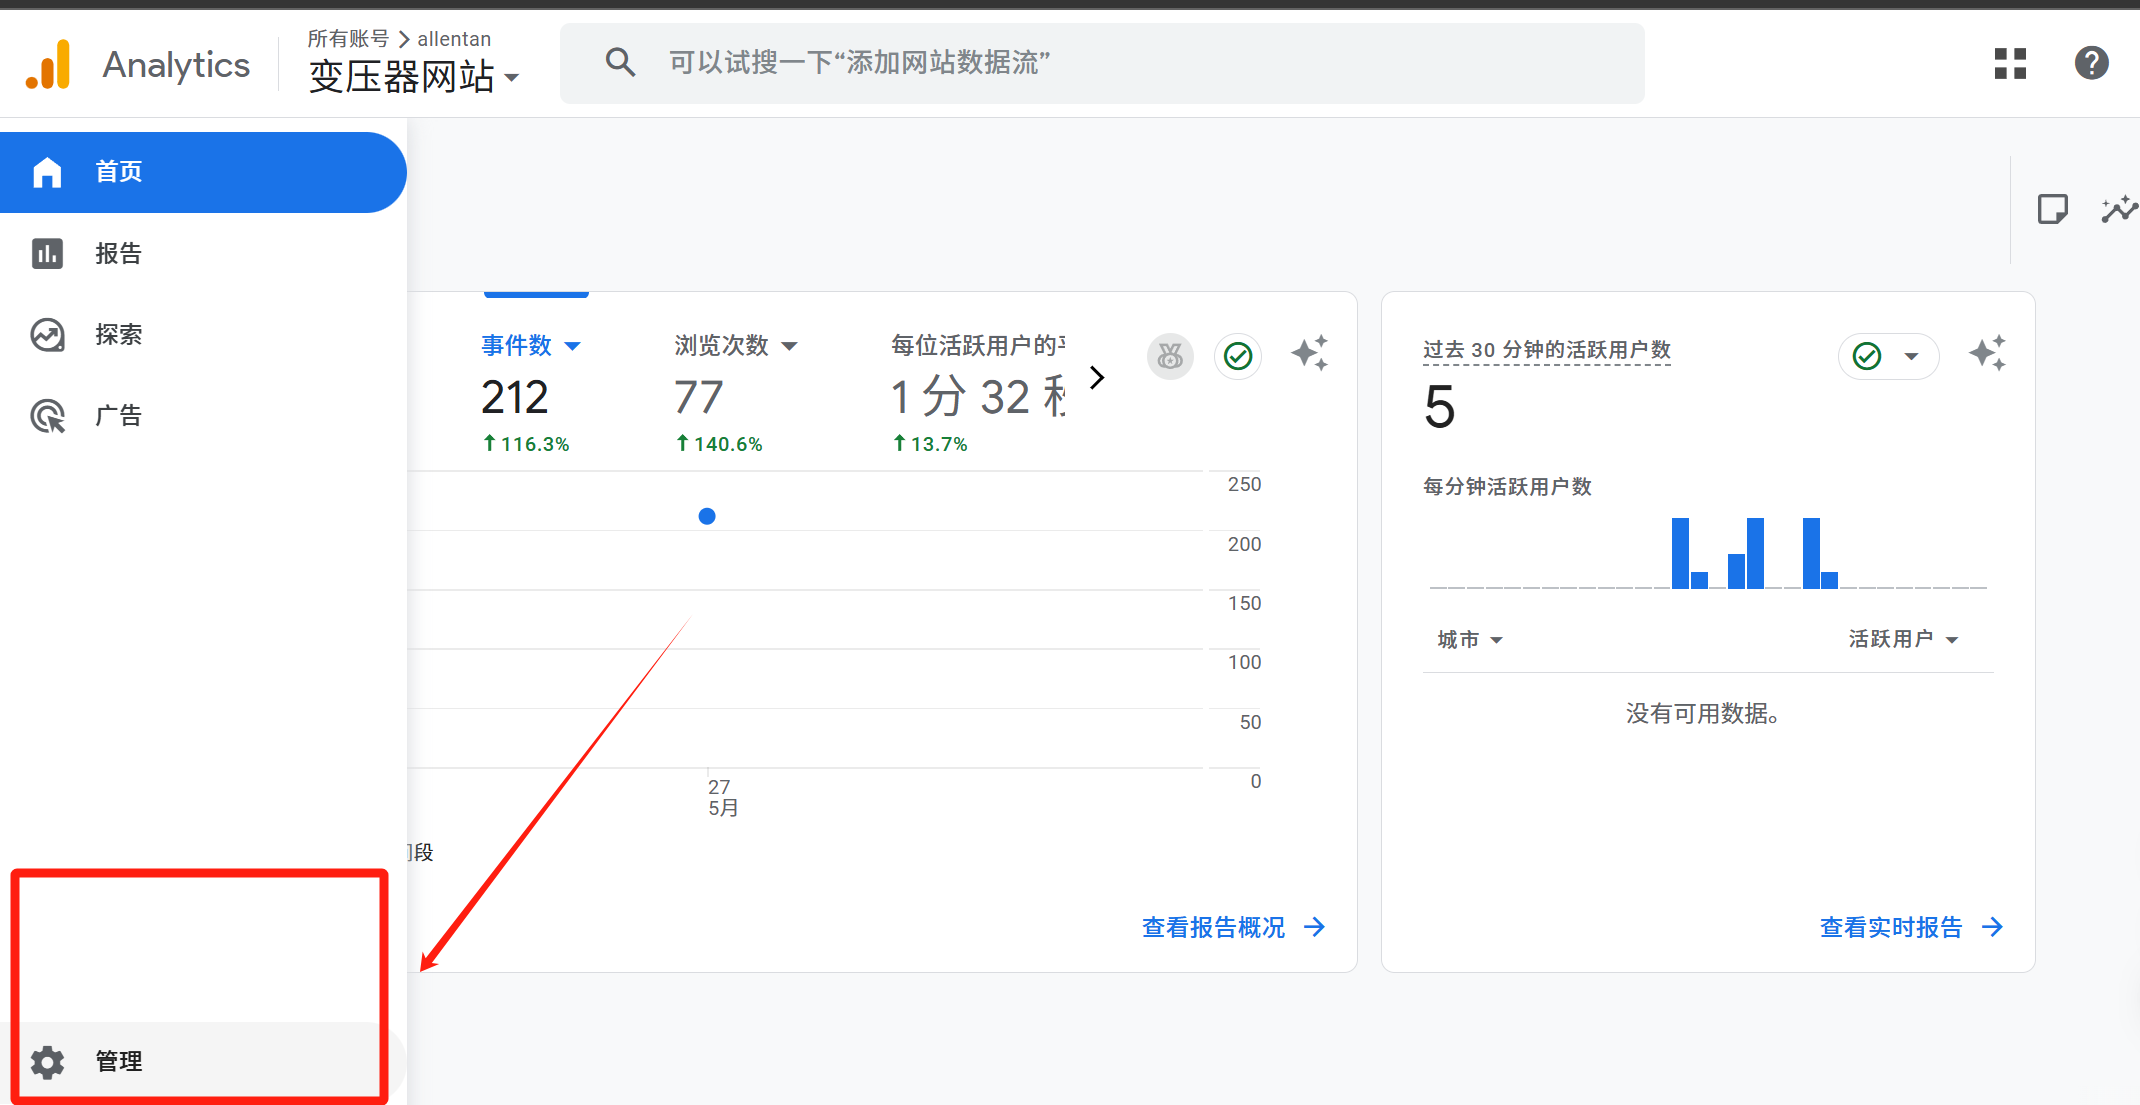 Analytics
所有账号 > allentan
变压器网站
可以试搜一下“添加网站数据流”
首页
报告
探索
广告
管理
事件数
212
116.3%
浏览次数
77
140.6%
每位活跃用户的
1 分 32
13.7%
250
200
150
100
50
0
27
5月
段
查看报告概况
过去 30 分钟的活跃用户数
5
每分钟活跃用户数
城市
活跃用户
没有可用数据。
查看实时报告